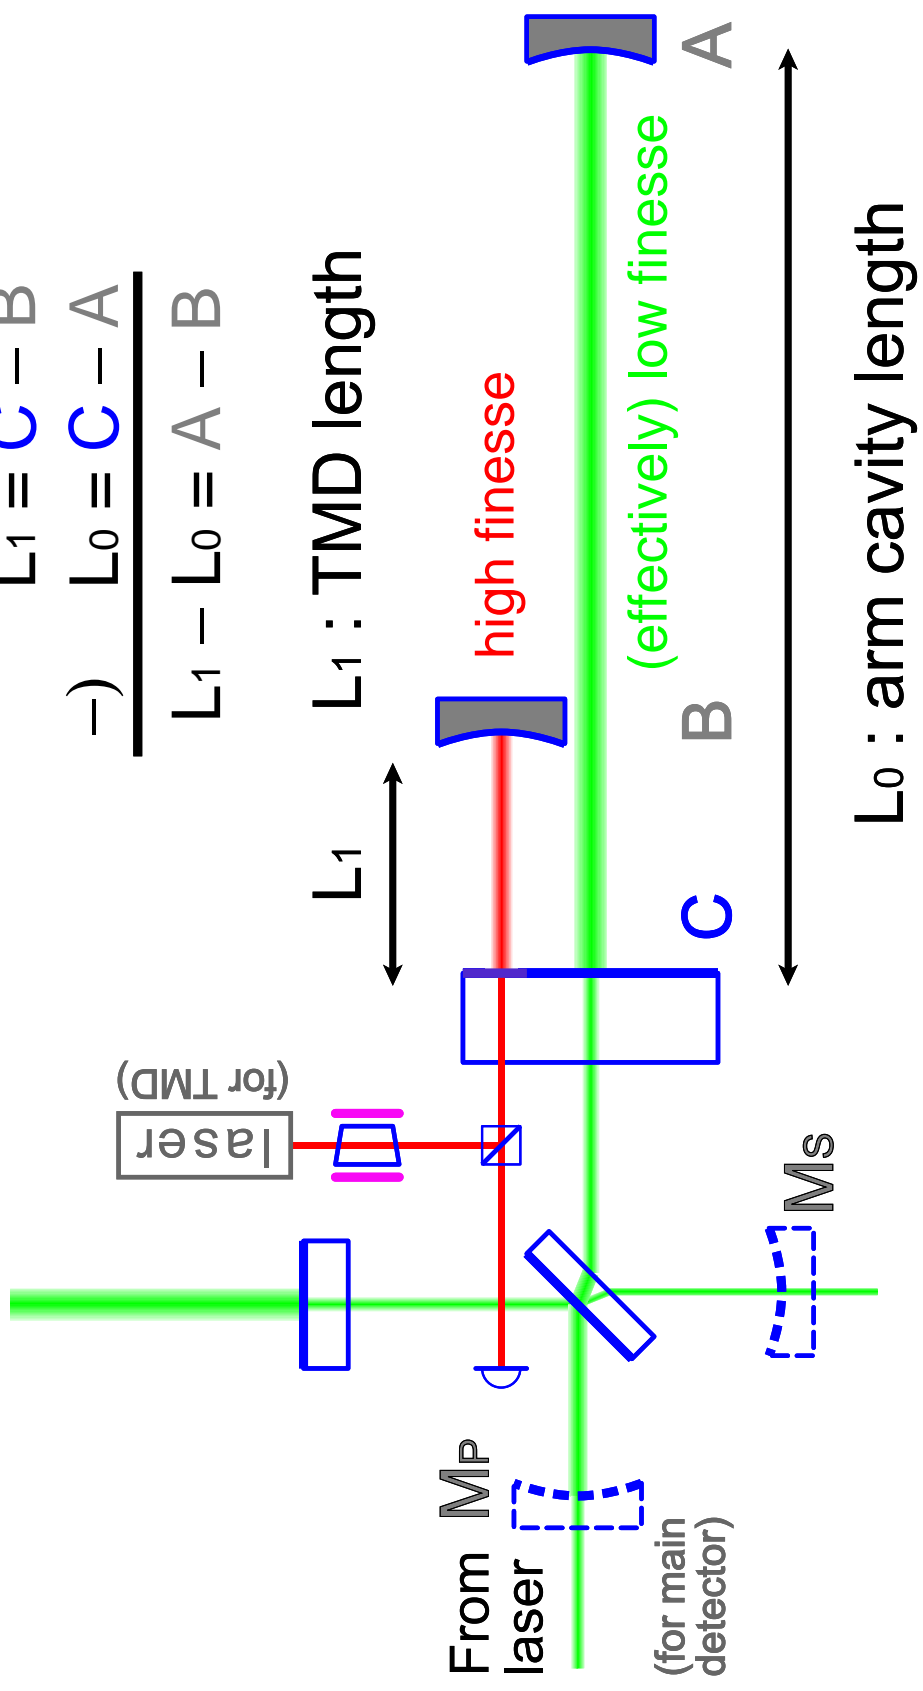 L1 = C – B
–) L0 = C – A
L1 – L0 = A – B
L1 : TMD length
L1
high finesse
(effectively) low finesse
A
B
C
L0 : arm cavity length
laser
(for TMD)
MS
MP
From
laser
(for main
detector)